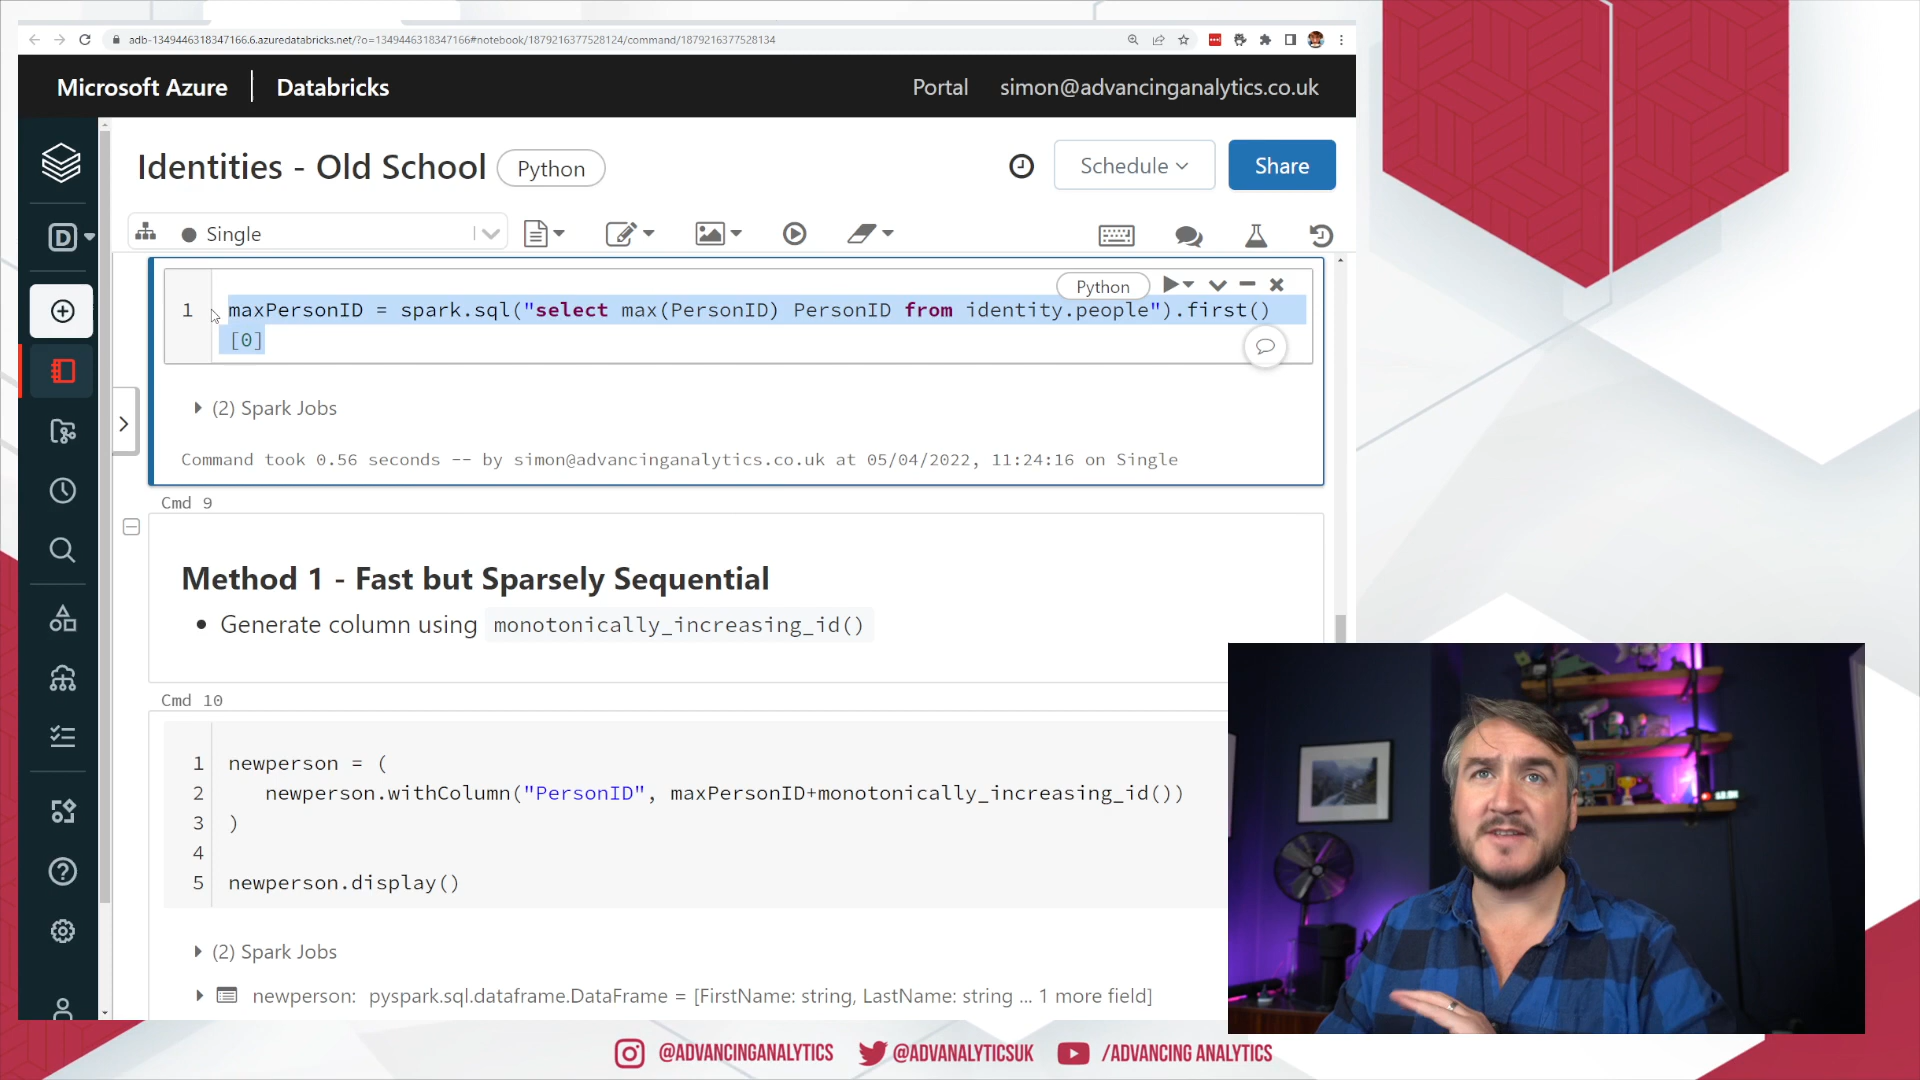 adb-1349446318347166.6.azuredatabricks.net/?o=1349446318347166#notebook/1879216377528124/command/1879216377528134
Microsoft Azure | Databricks
Portal simon@advancinganalytics.co.uk
Identities - Old School Python
Schedule Share
Single
Python
1 maxPersonID = spark.sql("select max(PersonID) PersonID from identity.people").first()
[0]
(2) Spark Jobs
Command took 0.56 seconds -- by simon@advancinganalytics.co.uk at 05/04/2022, 11:24:16 on Single
Cmd 9
Method 1 - Fast but Sparsely Sequential
• Generate column using monotonically_increasing_id()
Cmd 10
1 newperson = (
2 newperson.withColumn("PersonID", maxPersonID+monotonically_increasing_id())
3 )
4
5 newperson.display()
(2) Spark Jobs
newperson: pyspark.sql.dataframe.DataFrame = [FirstName: string, LastName: string ... 1 more field]
@ADVANCINGANALYTICS @ADVANALYTICSUK /ADVANCING ANALYTICS